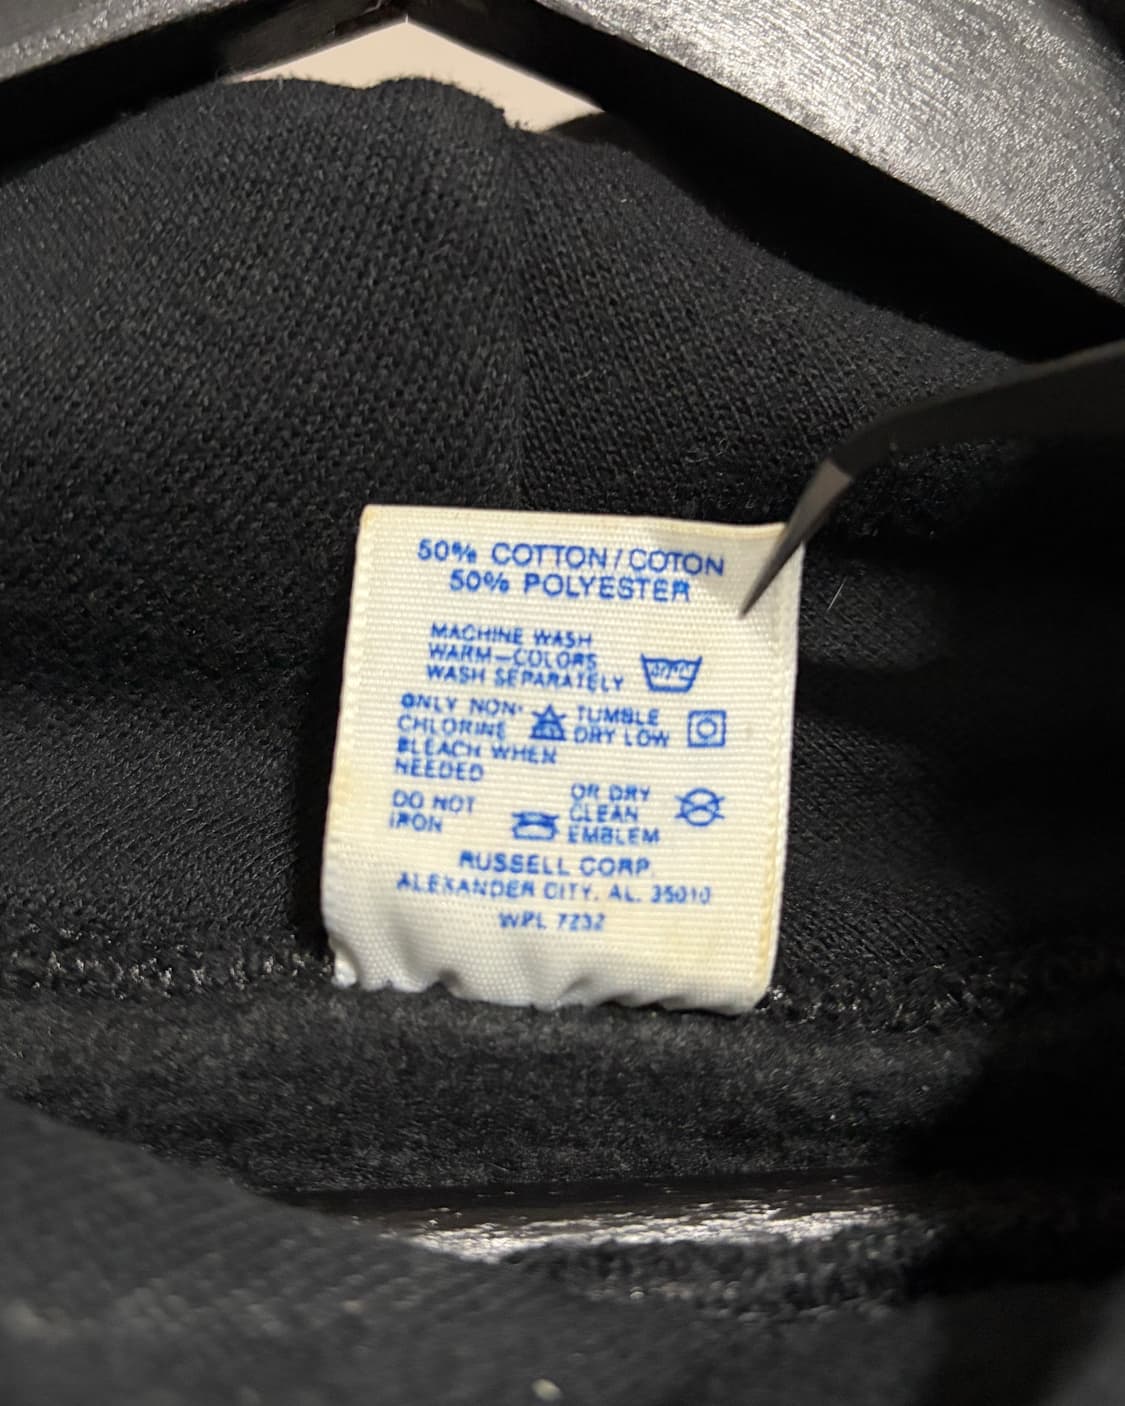 50% COTTON / COTON
50% POLYESTER
MACHINE WASH
WARM—COLORS
WASH SEPARATELY
ONLY NON-
CHLORINE
BLEACH WHEN
NEEDED
TUMBLE
DRY LOW
DO NOT
IRON
OR DRY
CLEAN
EMBLEM
RUSSELL CORP.
ALEXANDER CITY, AL. 35010
WPL 7232